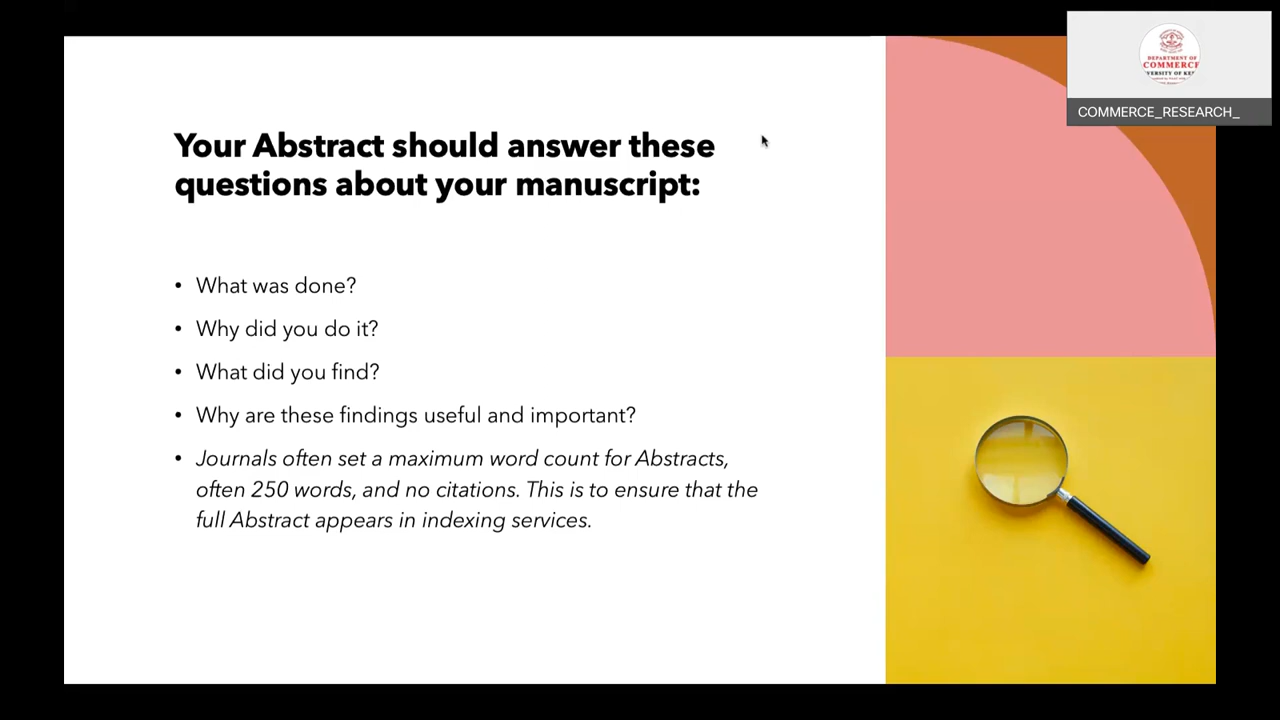 DEPARTMENT OF
COMMERCE
COMMERCE_RESEARCH_
Your Abstract should answer these
questions about your manuscript:
• What was done?
• Why did you do it?
• What did you find?
• Why are these findings useful and important?
• Journals often set a maximum word count for Abstracts,
often 250 words, and no citations. This is to ensure that the
full Abstract appears in indexing services.